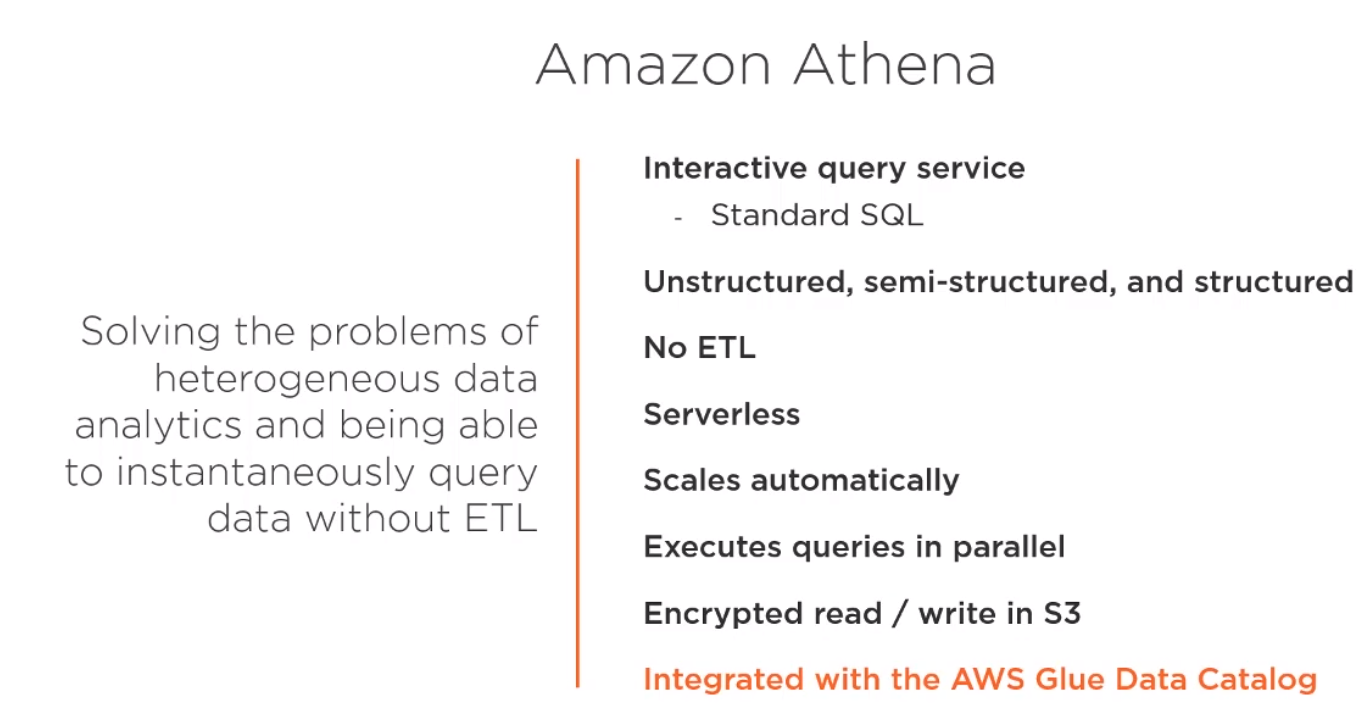 Amazon Athena
Solving the problems of
heterogeneous data
analytics and being able
to instantaneously query
data without ETL
Interactive query service
- Standard SQL
Unstructured, semi-structured, and structured
No ETL
Serverless
Scales automatically
Executes queries in parallel
Encrypted read / write in S3
Integrated with the AWS Glue Data Catalog